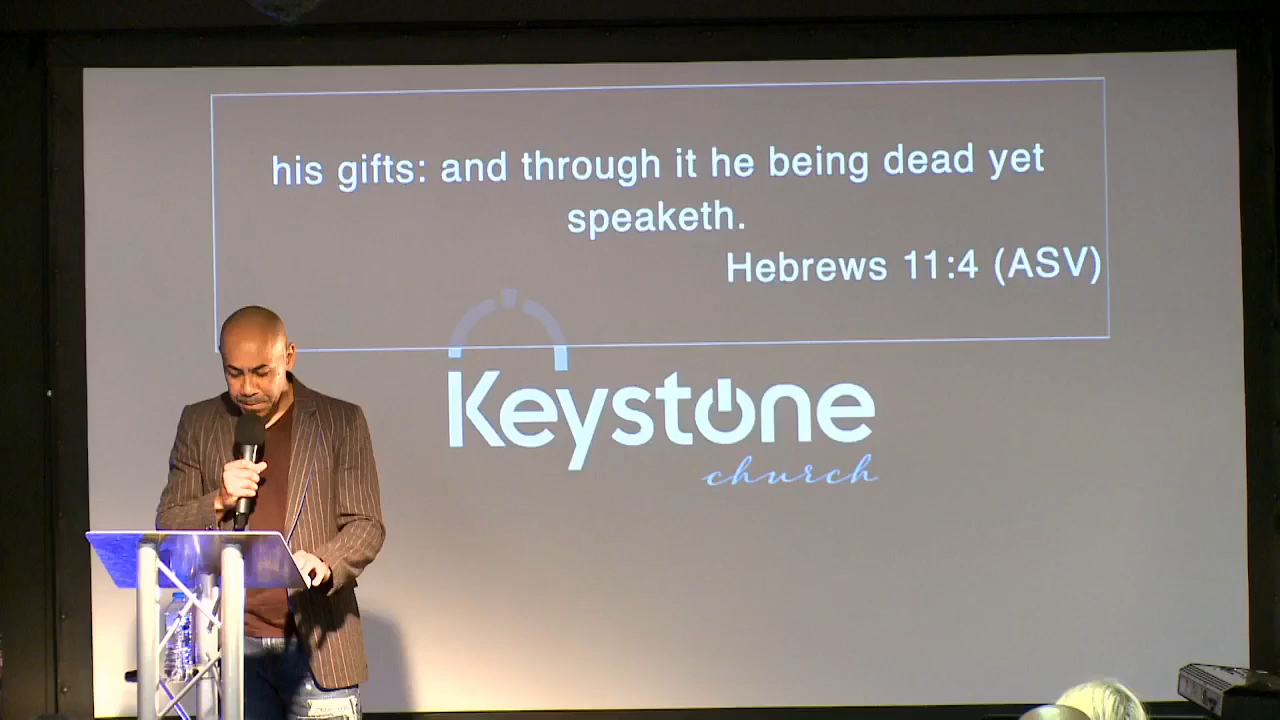 his gifts: and through it he being dead yet
speaketh.
Hebrews 11:4 (ASV)
Keystone
church